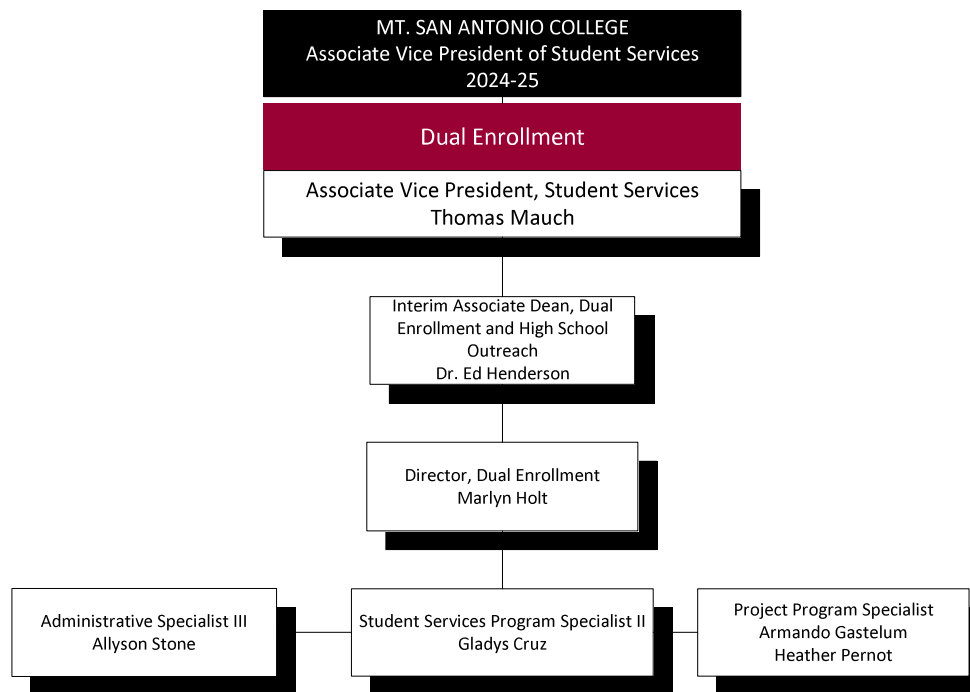 MT. SAN ANTONIO COLLEGE
Associate Vice President of Student Services
2024-25
Dual Enrollment
Associate Vice President, Student Services
Thomas Mauch
Interim Associate Dean, Dual
Enrollment and High School
Outreach
Dr. Ed Henderson
Director, Dual Enrollment
Marlyn Holt
Administrative Specialist III
Allyson Stone
Student Services Program Specialist II
Gladys Cruz
Project Program Specialist
Armando Gastelum
Heather Pernot